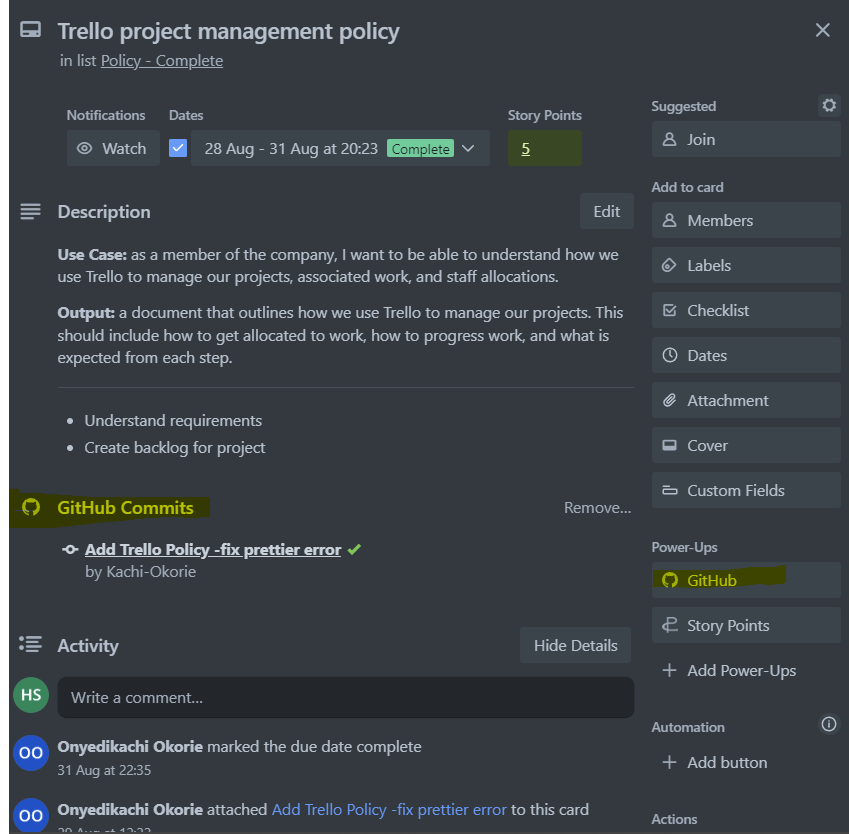 Trello project management policy
in list Policy - Complete
Notifications
Dates
Story Points
Watch
28 Aug - 31 Aug at 20:23
Complete
5
Description
Edit
Use Case: as a member of the company, I want to be able to understand how we
use Trello to manage our projects, associated work, and staff allocations.
Output: a document that outlines how we use Trello to manage our projects. This
should include how to get allocated to work, how to progress work, and what is
expected from each step.
Understand requirements
Create backlog for project
GitHub Commits
Remove...
Add Trello Policy -fix prettier error
by Kachi-Okorie
Activity
Hide Details
HS
Write a comment...
OO
Onyedikachi Okorie marked the due date complete
31 Aug at 22:35
OO
Onyedikachi Okorie attached Add Trello Policy -fix prettier error to this card
Suggested
Join
Add to card
Members
Labels
Checklist
Dates
Attachment
Cover
Custom Fields
Power-Ups
GitHub
Story Points
Add Power-Ups
Automation
Add button
Actions